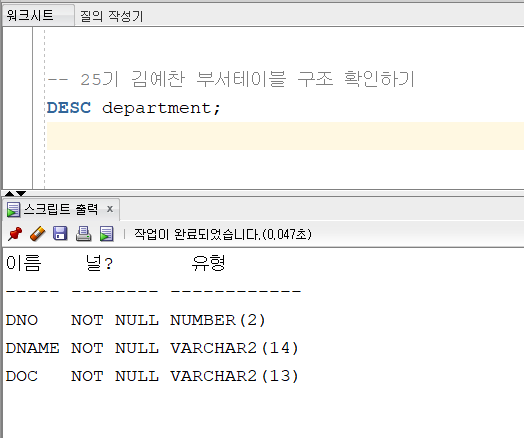 워크시트 질의 작성기
-- 25기 김예찬 부서테이블 구조 확인하기
DESC department;
스크립트 출력 x
작업이 완료되었습니다.(0,047초)
이름 널? 유형
----- -------- ------------
DNO NOT NULL NUMBER(2)
DNAME NOT NULL VARCHAR2(14)
DOC NOT NULL VARCHAR2(13)